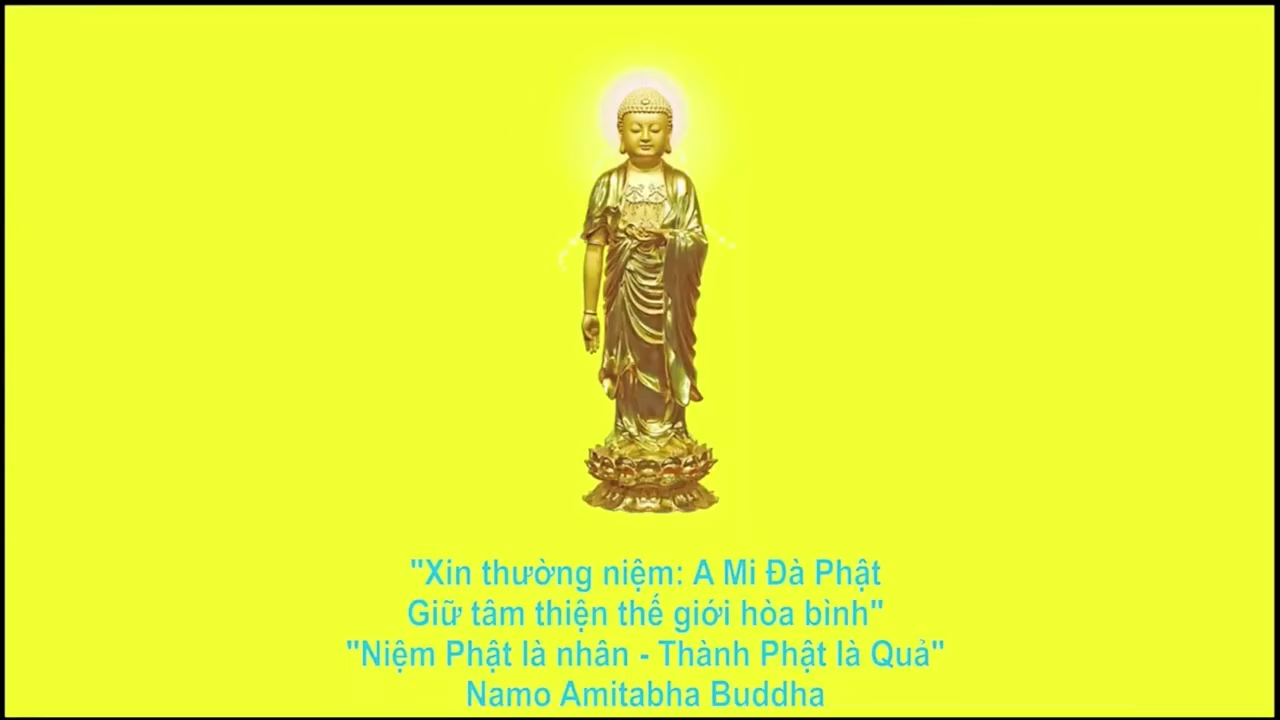 "Xin thường niệm: A Mi Đà Phật
Giữ tâm thiện thế giới hòa bình"
"Niệm Phật là nhân - Thành Phật là Quả"
Namo Amitabha Buddha